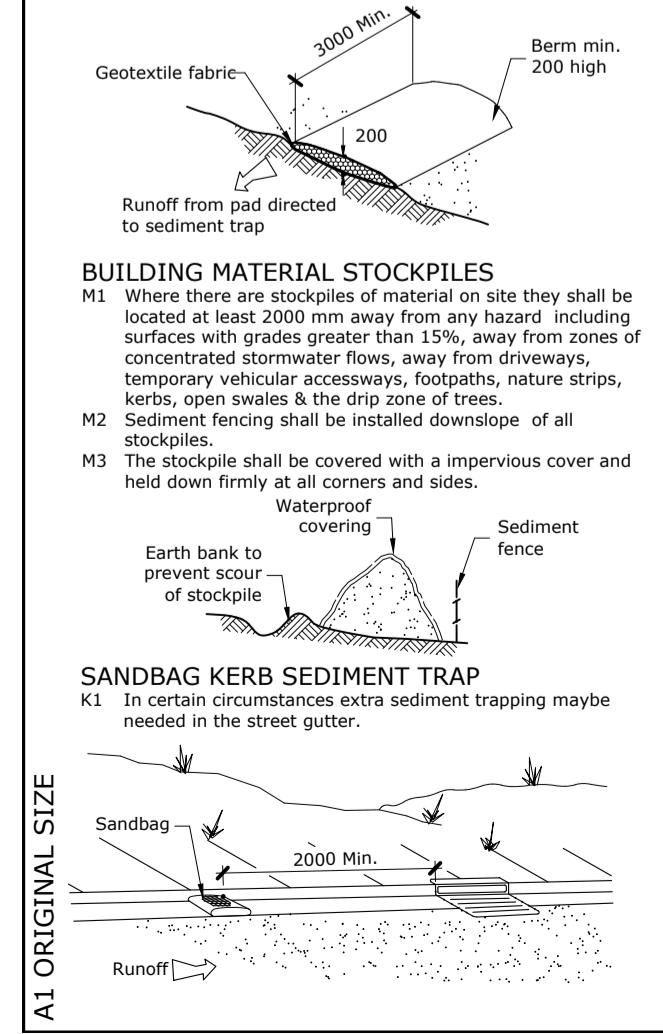 3000 Min.
Berm min.
200 high
Geotextile fabric
200
Runoff from pad directed
to sediment trap
BUILDING MATERIAL STOCKPILES
M1 Where there are stockpiles of material on site they shall be
located at least 2000 mm away from any hazard including
surfaces with grades greater than 15%, away from zones of
concentrated stormwater flows, away from driveways,
temporary vehicular accessways, footpaths, nature strips,
kerbs, open swales & the drip zone of trees.
M2 Sediment fencing shall be installed downslope of all
stockpiles.
M3 The stockpile shall be covered with a impervious cover and
held down firmly at all corners and sides.
Waterproof
covering
Sediment
fence
Earth bank to
prevent scour
of stockpile
SANDBAG KERB SEDIMENT TRAP
K1 In certain circumstances extra sediment trapping maybe
needed in the street gutter.
Sandbag
2000 Min.
Runoff
A1 ORIGINAL SIZE